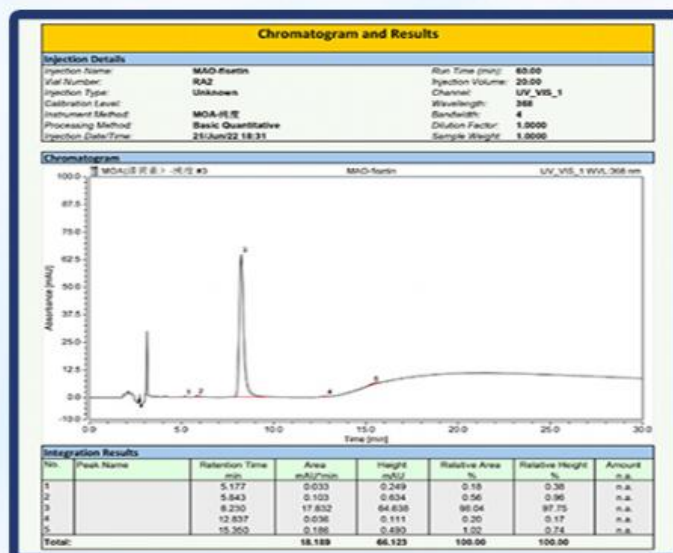 Chromatogram and Results
Injection Details
Injection Name: MAO-fisetin Run Time (min): 60.00
Vial Number: RA2 Injection Volume: 20.00
Injection Type: Unknown Channel: UV_VIS_1
Calibration Level: Wavelength: 368
Instrument Method: MOA-纯度 Bandwidth: 4
Processing Method: Basic Quantitative Dilution Factor: 1.0000
Injection Date/Time: 21/Jun/22 18:31 Sample Weight: 1.0000
Chromatogram
MAO-fisetin UV_VIS_1 WVL:368 nm
100.0
87.5
75.0
62.5
50.0
37.5
25.0
12.5
0.0
Absorbance [mAU]
3
2
4
5
0.0 5.0 10.0 15.0 20.0 25.0 30.0
Time [min]
Integration Results
No. Peak Name Retention Time Area Height Relative Area Relative Height Amount
min mAU*min mAU % % n.a.
1 5.177 0.033 0.249 0.18 0.38 n.a.
2 5.843 0.103 0.634 0.56 0.96 n.a.
3 8.230 17.832 64.638 98.04 97.75 n.a.
4 12.837 0.036 0.111 0.20 0.17 n.a.
5 15.350 0.186 0.490 1.02 0.74 n.a.
Total: 18.189 66.123 100.00 100.00